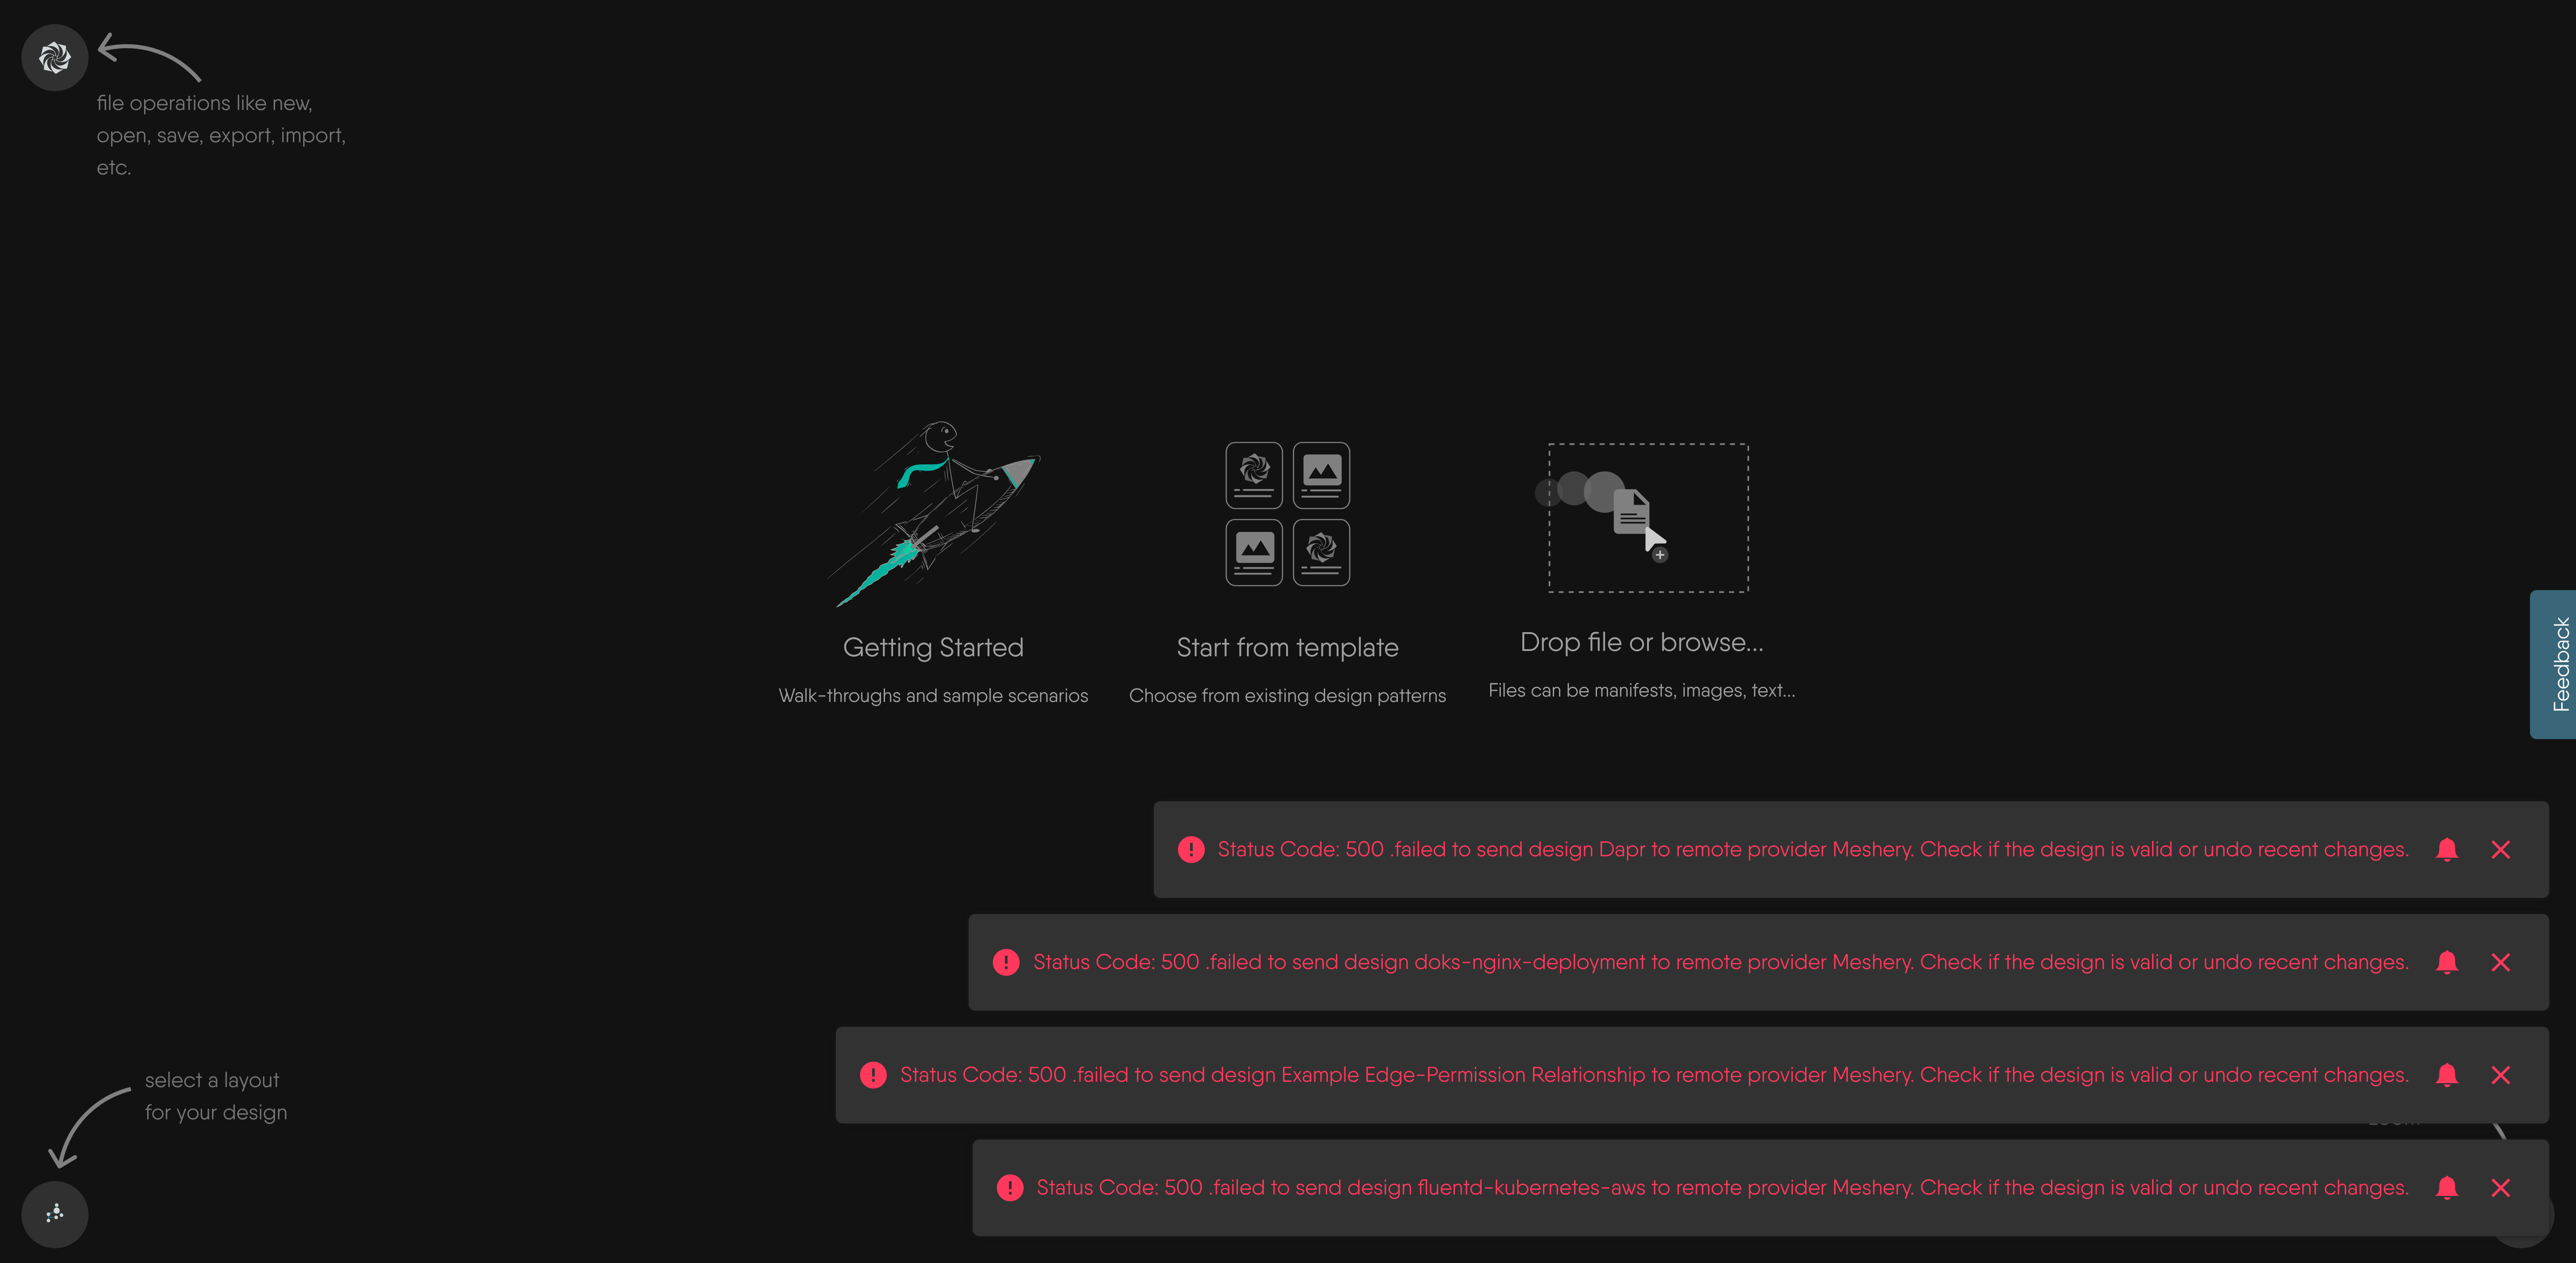 file operations like new,
open, save, export, import,
etc.
Getting Started
Walk-throughs and sample scenarios
Start from template
Choose from existing design patterns
Drop file or browse...
Files can be manifests, images, text...
Feedback
Status Code: 500 .failed to send design Dapr to remote provider Meshery. Check if the design is valid or undo recent changes.
Status Code: 500 .failed to send design doks-nginx-deployment to remote provider Meshery. Check if the design is valid or undo recent changes.
Status Code: 500 .failed to send design Example Edge-Permission Relationship to remote provider Meshery. Check if the design is valid or undo recent changes.
Status Code: 500 .failed to send design fluentd-kubernetes-aws to remote provider Meshery. Check if the design is valid or undo recent changes.
select a layout
for your design